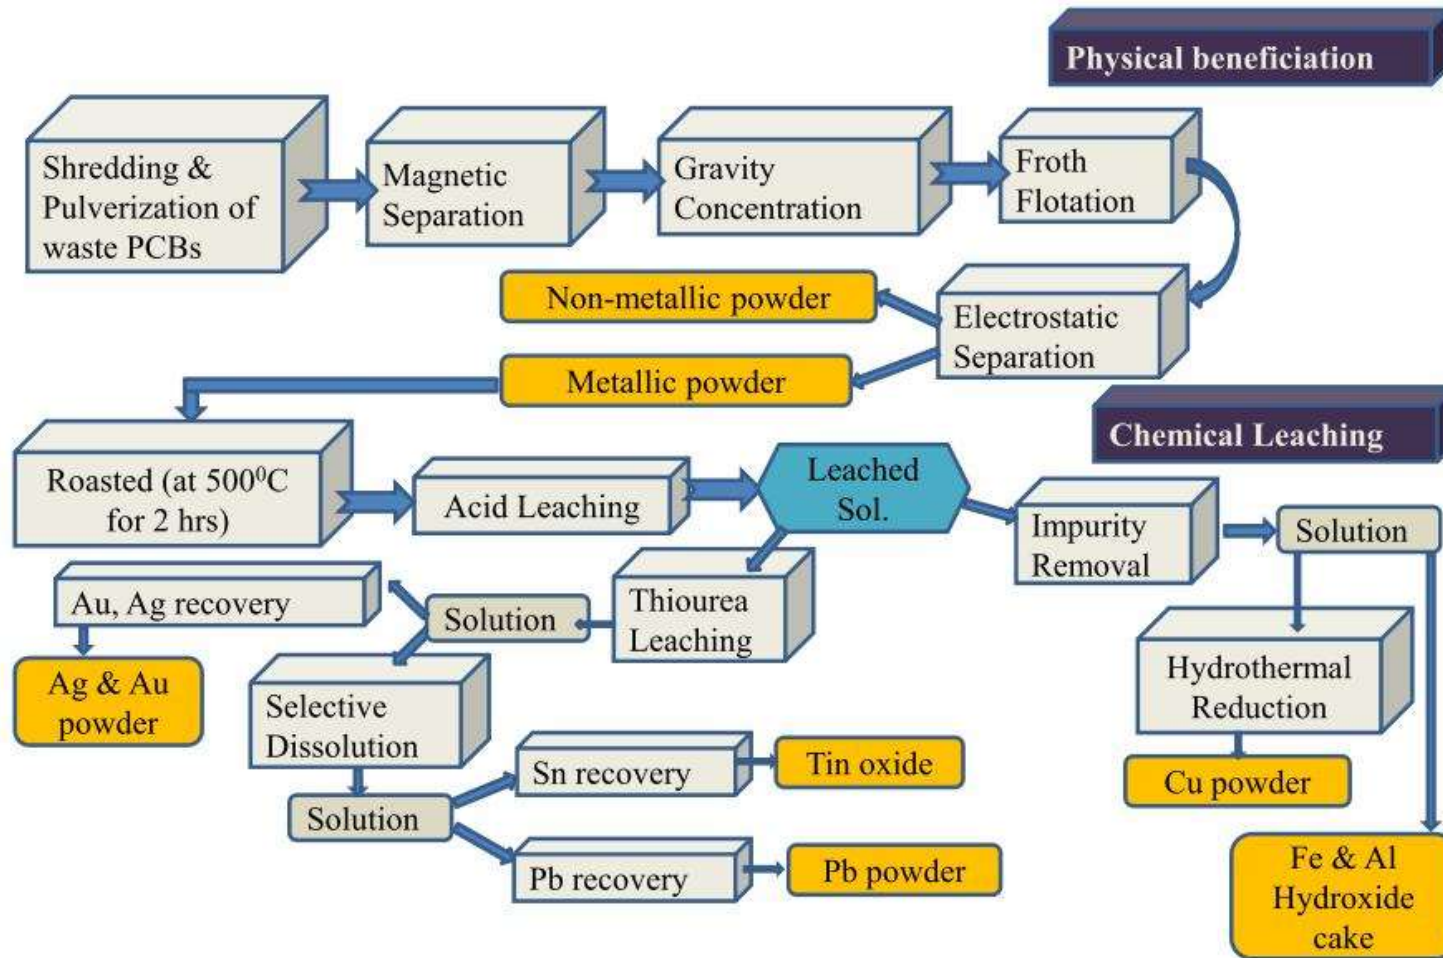 Physical beneficiation
Shredding &
Pulverization of
waste PCBs
Magnetic
Separation
Gravity
Concentration
Froth
Flotation
Non-metallic powder
Electrostatic
Separation
Metallic powder
Chemical Leaching
Roasted (at 500⁰C
for 2 hrs)
Acid Leaching
Leached
Sol.
Impurity
Removal
Solution
Au, Ag recovery
Solution
Thiourea
Leaching
Ag & Au
powder
Selective
Dissolution
Hydrothermal
Reduction
Sn recovery
Tin oxide
Cu powder
Solution
Pb recovery
Pb powder
Fe & Al
Hydroxide
cake